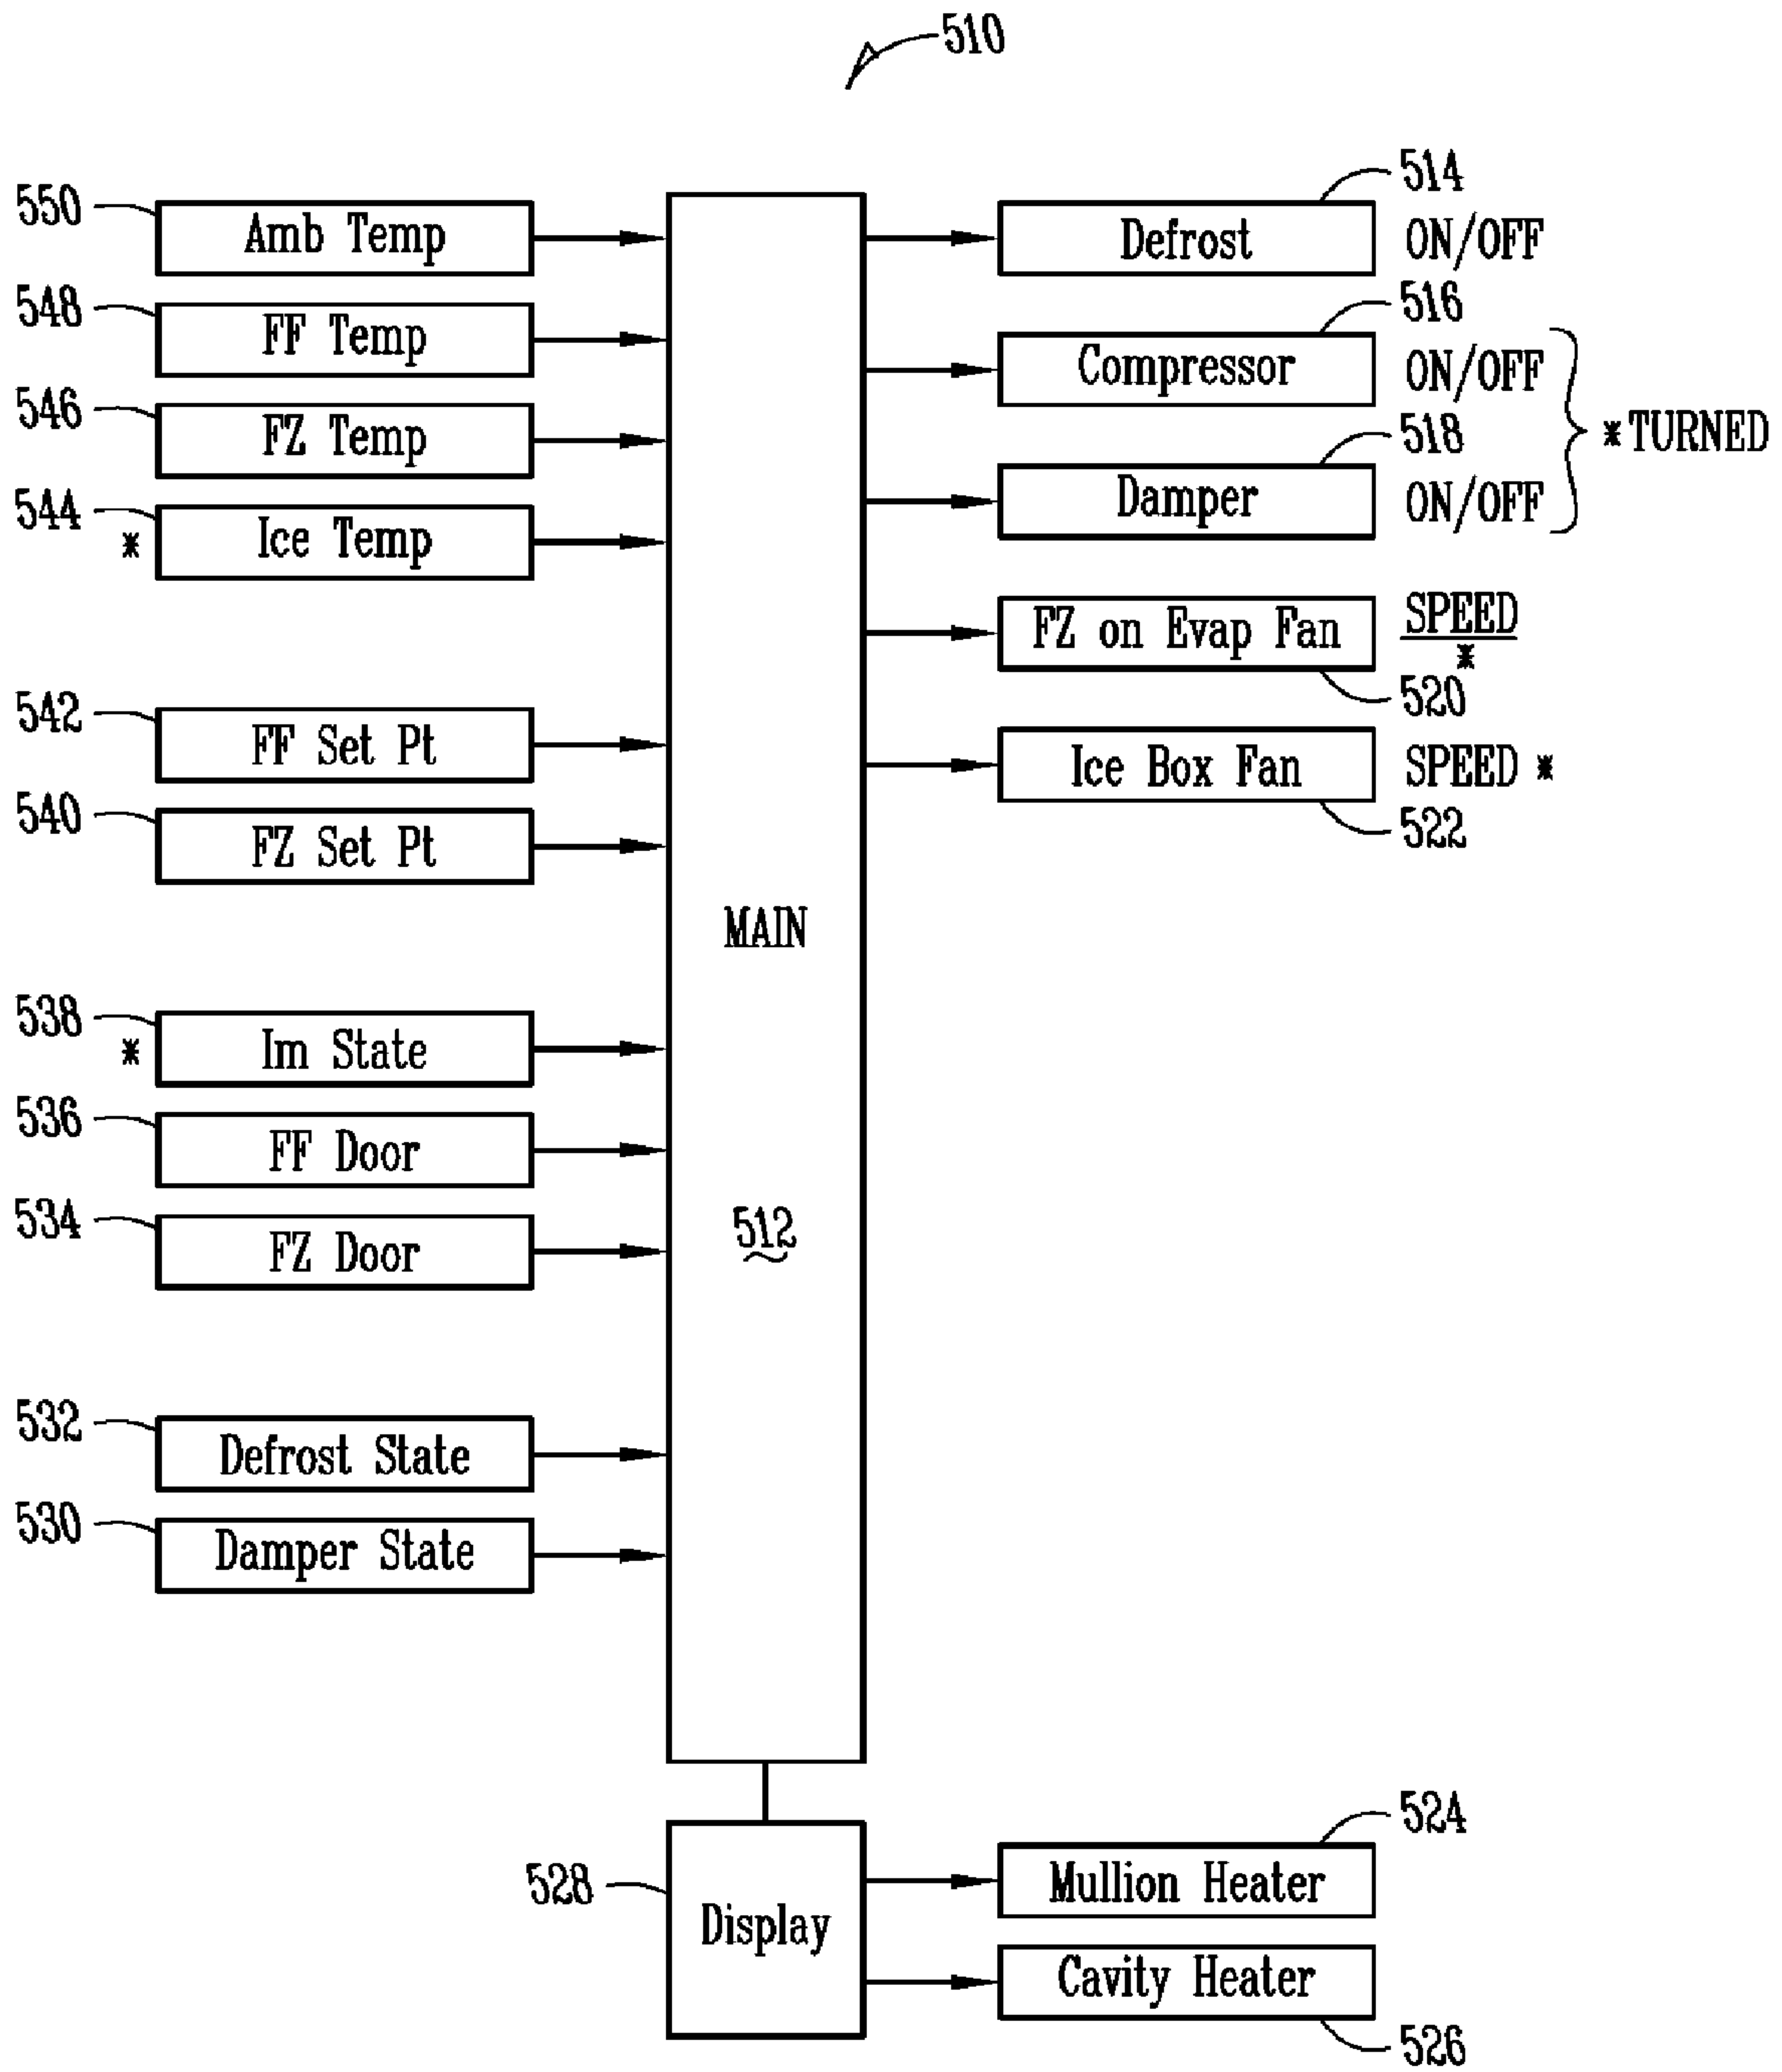 510
550
Amb Temp
548
FF Temp
546
FZ Temp
544
* Ice Temp
542
FF Set Pt
540
FZ Set Pt
538
* Im State
536
FF Door
534
FZ Door
532
Defrost State
530
Damper State
MAIN
512
514
Defrost ON/OFF
516
Compressor ON/OFF
* TURNED
518
Damper ON/OFF
FZ on Evap Fan SPEED
*
520
Ice Box Fan SPEED *
522
528
Display
524
Mullion Heater
Cavity Heater
526